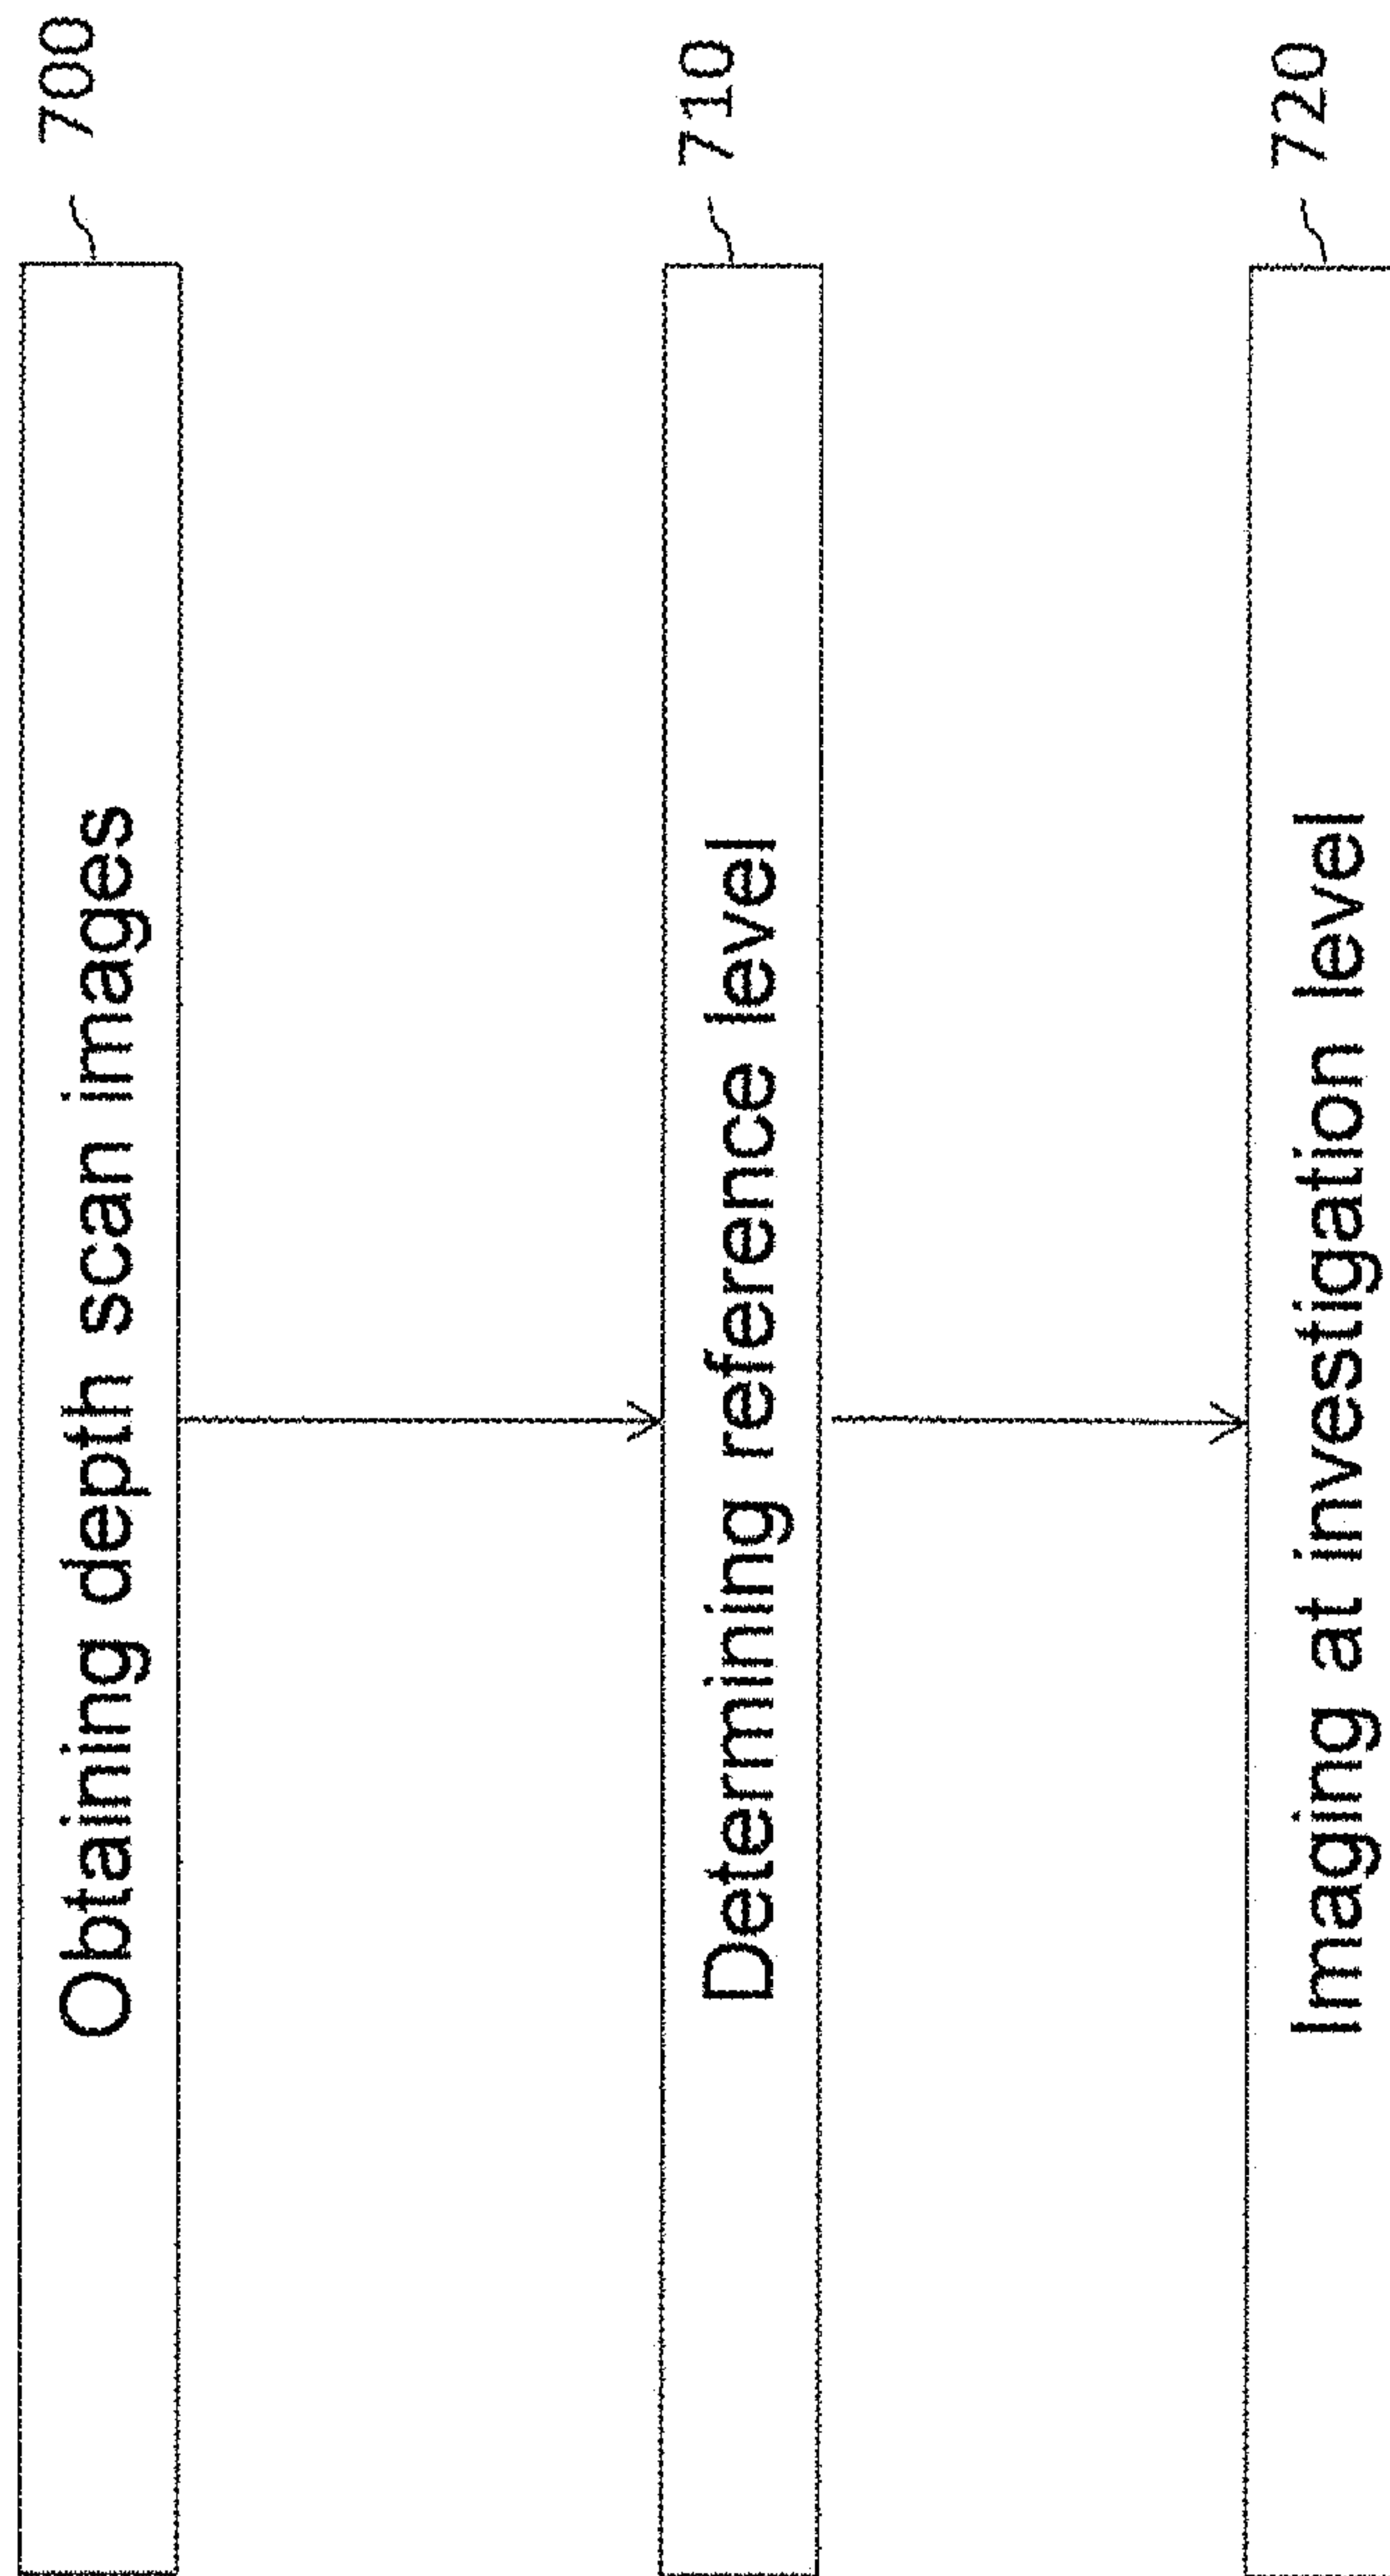 Obtaining depth scan images
700
Determining reference level
710
Imaging at investigation level
720